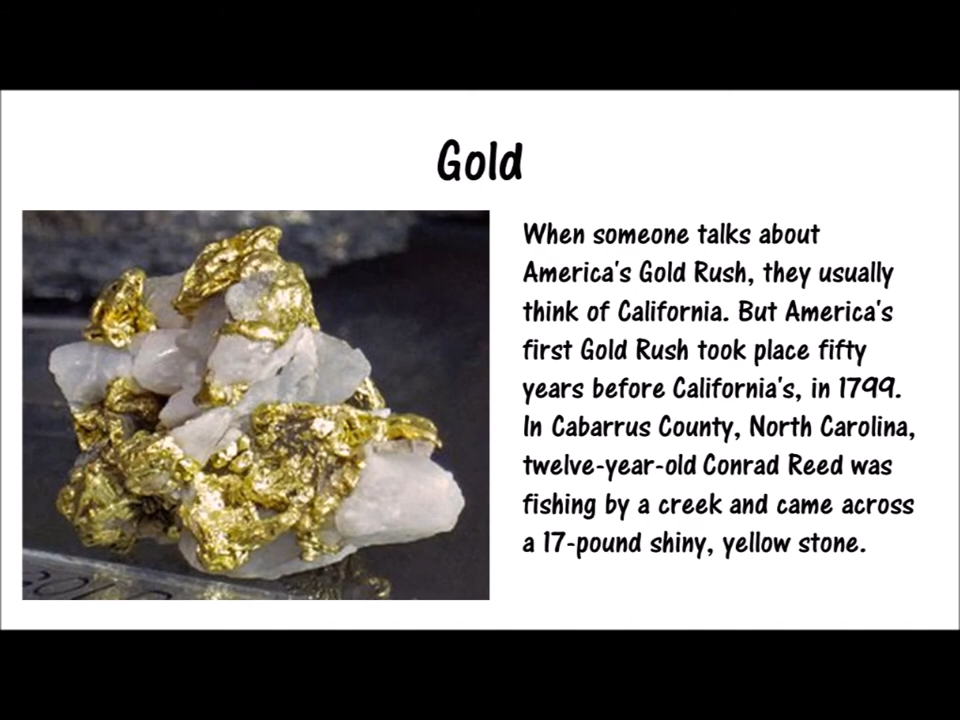 Gold
When someone talks about
America's Gold Rush, they usually
think of California. But America's
first Gold Rush took place fifty
years before California's, in 1799.
In Cabarrus County, North Carolina,
twelve-year-old Conrad Reed was
fishing by a creek and came across
a 17-pound shiny, yellow stone.